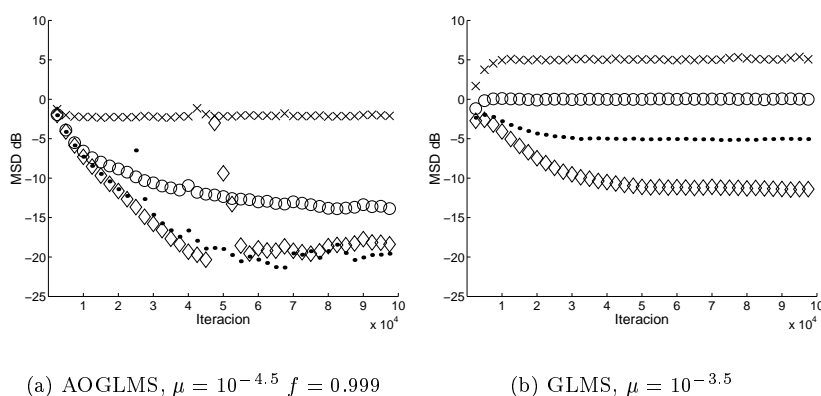 10
5
0
−5
−10
−15
−20
−25
MSD dB
1 2 3 4 5 6 7 8 9 10
Iteracion
x 10^4
10
5
0
−5
−10
−15
−20
−25
MSD dB
0 1 2 3 4 5 6 7 8 9 10
Iteracion
x 10^4
(a) AOGLMS, μ = 10^−4.5 f = 0.999
(b) GLMS, μ = 10^−3.5